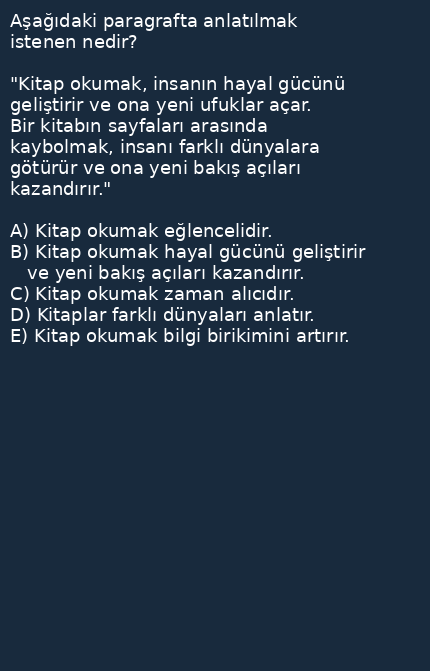 Aşağıdaki paragrafta anlatılmak
istenen nedir?

"Kitap okumak, insanın hayal gücünü
geliştirir ve ona yeni ufuklar açar.
Bir kitabın sayfaları arasında
kaybolmak, insanı farklı dünyalara
götürür ve ona yeni bakış açıları
kazandırır."

A) Kitap okumak eğlencelidir.
B) Kitap okumak hayal gücünü geliştirir
ve yeni bakış açıları kazandırır.
C) Kitap okumak zaman alıcıdır.
D) Kitaplar farklı dünyaları anlatır.
E) Kitap okumak bilgi birikimini artırır.